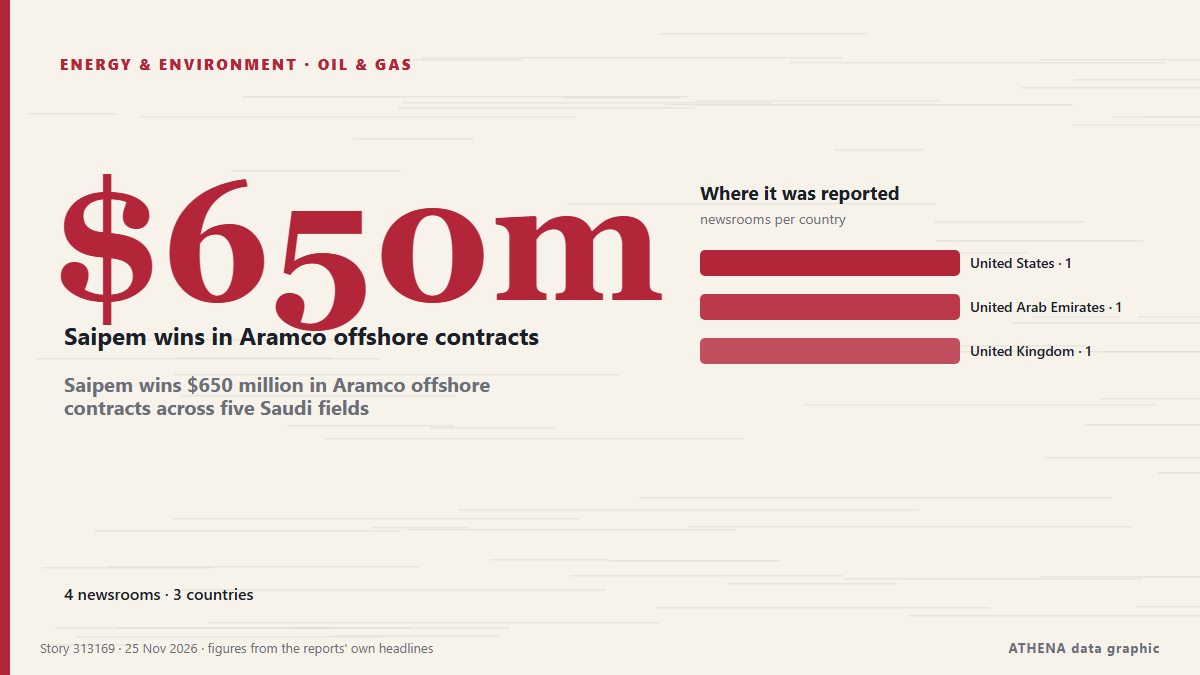 ENERGY & ENVIRONMENT · OIL & GAS
$650m
Saipem wins in Aramco offshore contracts
Saipem wins $650 million in Aramco offshore
contracts across five Saudi fields
Where it was reported
newsrooms per country
United States · 1
United Arab Emirates · 1
United Kingdom · 1
4 newsrooms · 3 countries
Story 313169 · 25 Nov 2026 · figures from the reports' own headlines
ATHENA data graphic